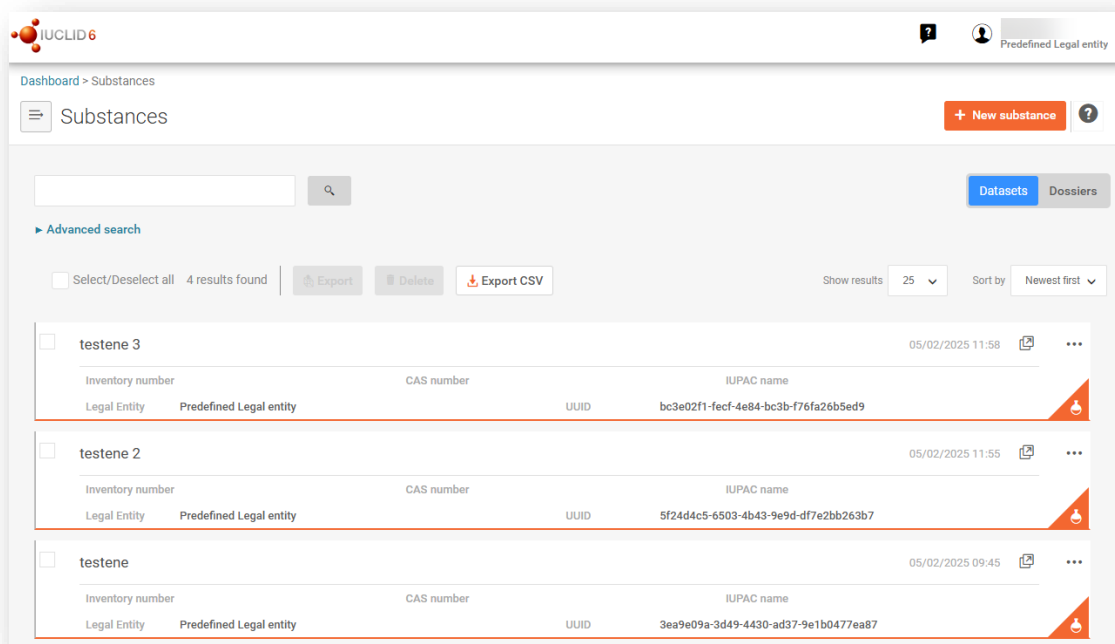 IUCLID 6
Predefined Legal entity
Dashboard > Substances
Substances
+ New substance
Datasets Dossiers
Advanced search
Select/Deselect all 4 results found Export Delete Export CSV Show results 25 Sort by Newest first
testene 3 05/02/2025 11:58
Inventory number CAS number IUPAC name
Legal Entity Predefined Legal entity UUID bc3e02f1-fecf-4e84-bc3b-f76fa26b5ed9
testene 2 05/02/2025 11:55
Inventory number CAS number IUPAC name
Legal Entity Predefined Legal entity UUID 5f24d4c5-6503-4b43-9e9d-df7e2bb263b7
testene 05/02/2025 09:45
Inventory number CAS number IUPAC name
Legal Entity Predefined Legal entity UUID 3ea9e09a-3d49-4430-ad37-9e1b0477ea87